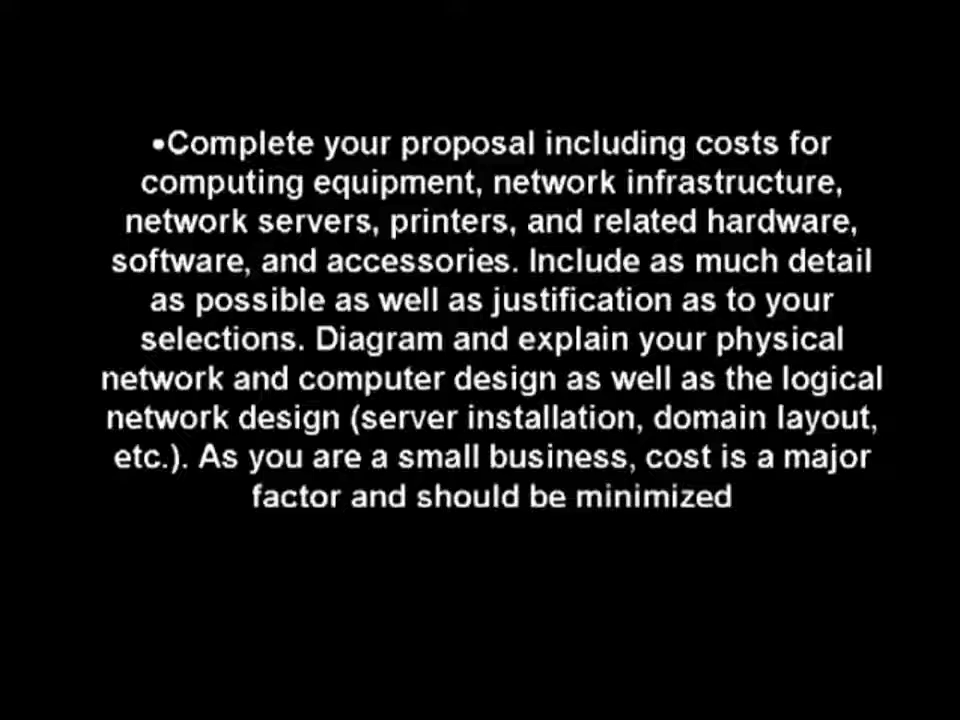 •Complete your proposal including costs for
computing equipment, network infrastructure,
network servers, printers, and related hardware,
software, and accessories. Include as much detail
as possible as well as justification as to your
selections. Diagram and explain your physical
network and computer design as well as the logical
network design (server installation, domain layout,
etc.). As you are a small business, cost is a major
factor and should be minimized